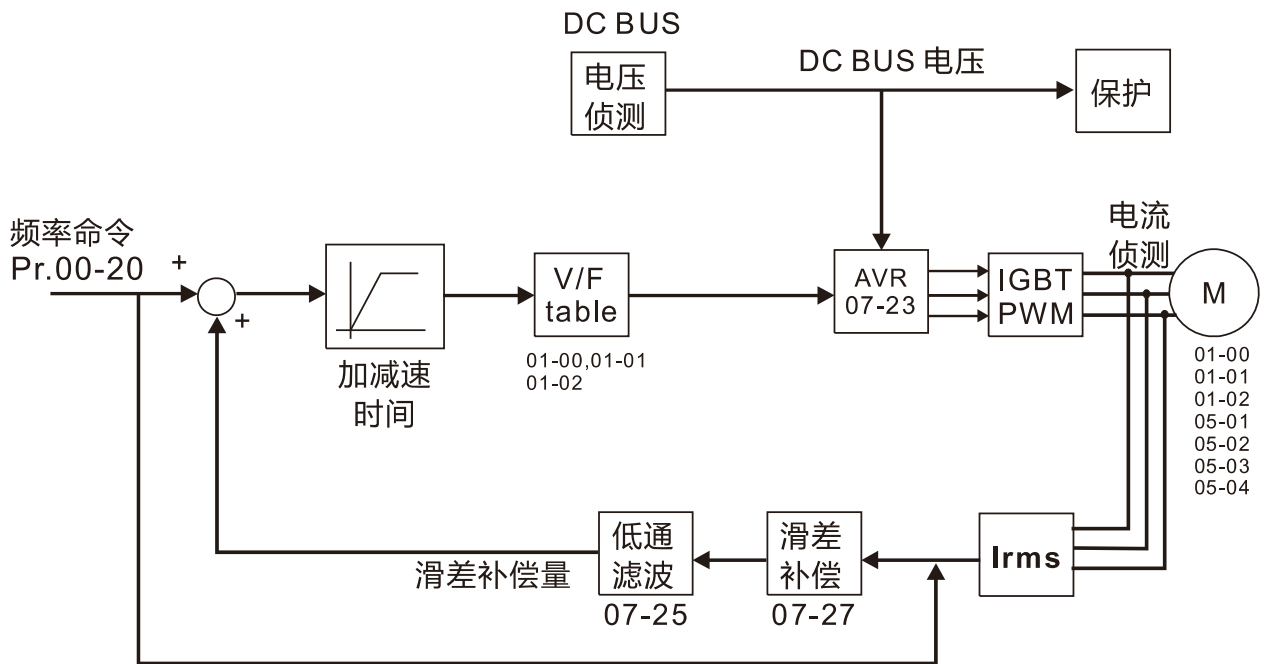 DC BUS
电压
侦测
DC BUS 电压
保护
频率命令
Pr.00-20
+
+
加减速
时间
V/F
table
01-00,01-01
01-02
AVR
07-23
IGBT
PWM
电流
侦测
M
01-00
01-01
01-02
05-01
05-02
05-03
05-04
滑差补偿量
低通
滤波
07-25
滑差
补偿
07-27
Irms